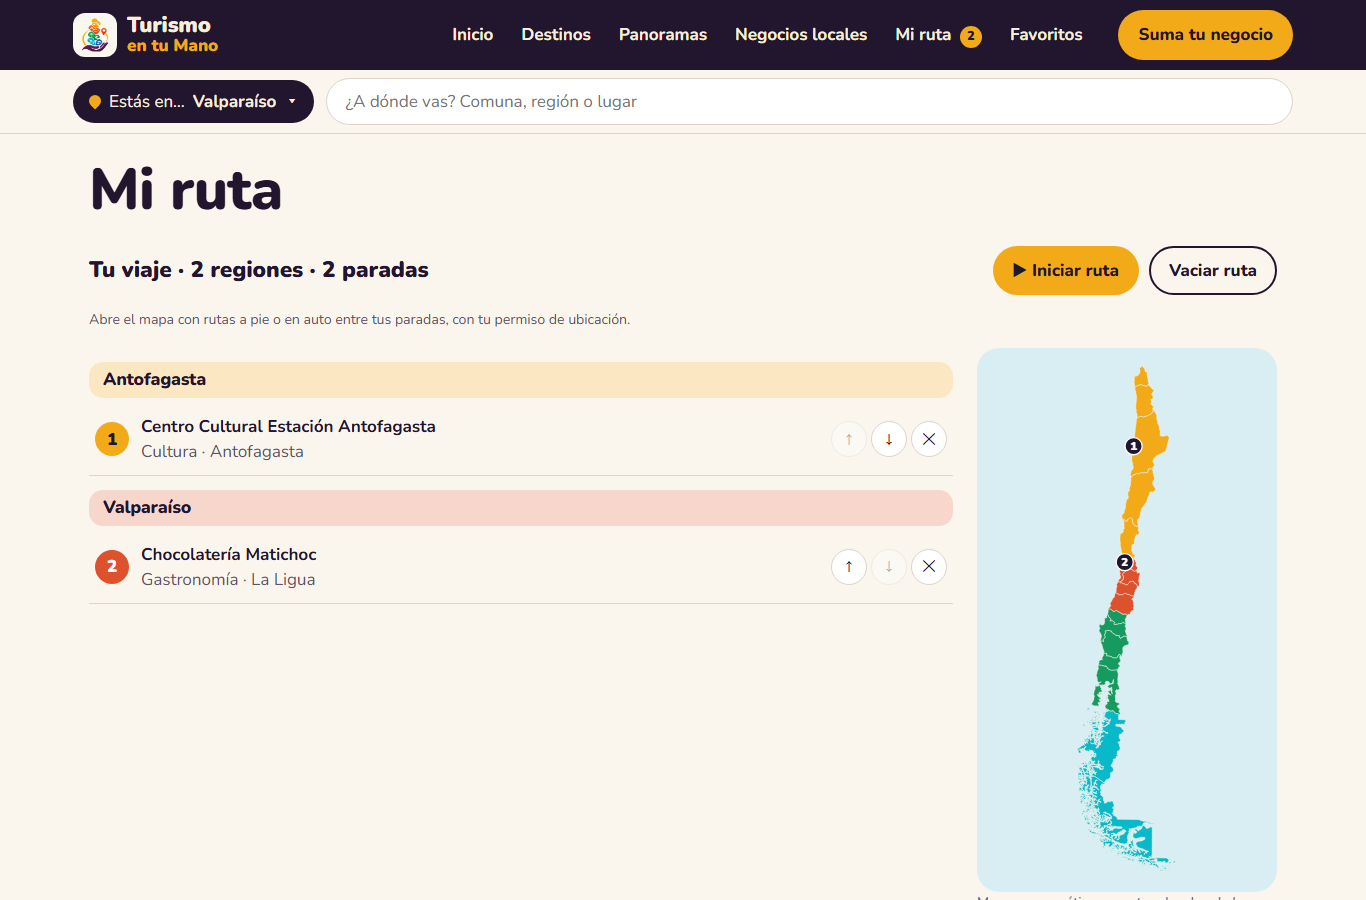 Turismo
en tu Mano
Inicio
Destinos
Panoramas
Negocios locales
Mi ruta 2
Favoritos
Suma tu negocio
Estás en... Valparaíso
¿A dónde vas? Comuna, región o lugar
Mi ruta
Tu viaje · 2 regiones · 2 paradas
▶ Iniciar ruta
Vaciar ruta
Abre el mapa con rutas a pie o en auto entre tus paradas, con tu permiso de ubicación.
Antofagasta
1
Centro Cultural Estación Antofagasta
Cultura · Antofagasta
↑ ↓ ×
Valparaíso
2
Chocolatería Matichoc
Gastronomía · La Ligua
↑ ↓ ×
1
2